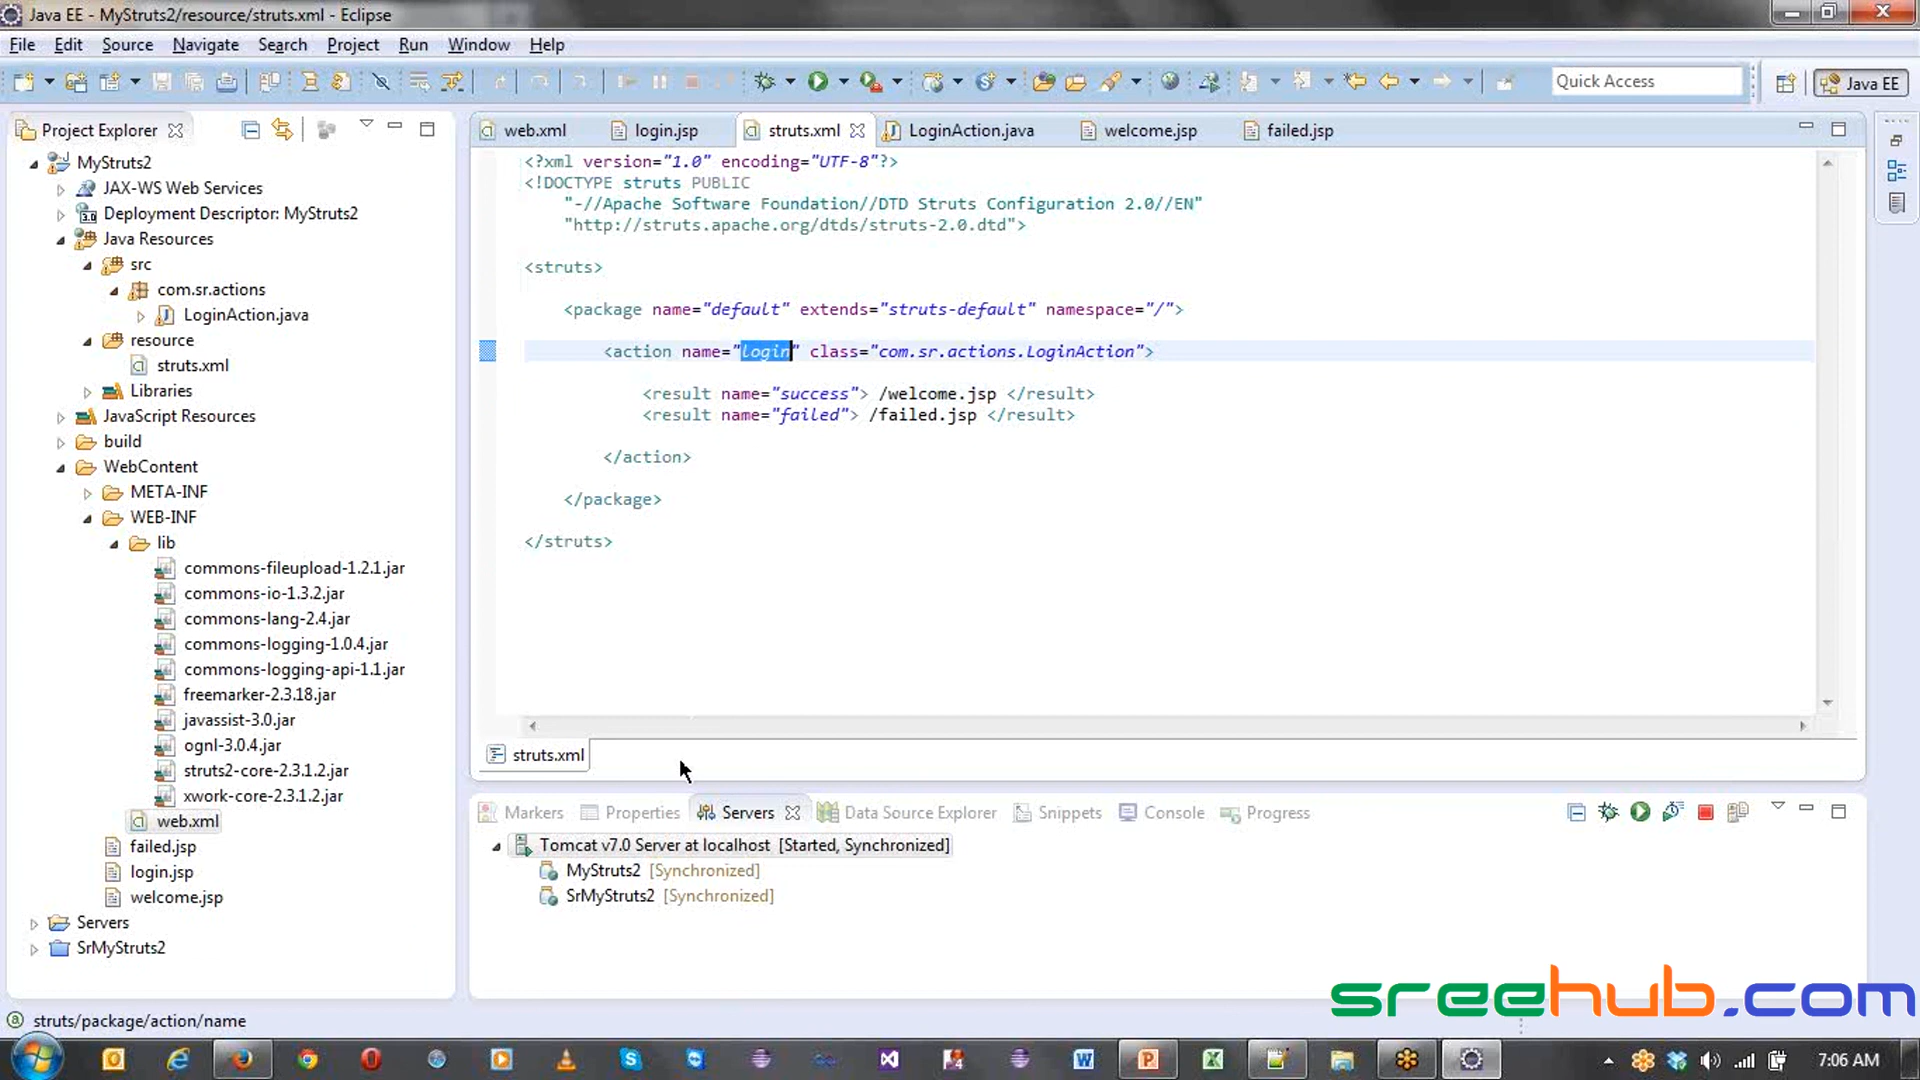 Java EE - MyStruts2/resource/struts.xml - Eclipse
File Edit Source Navigate Search Project Run Window Help
Quick Access
Java EE
Project Explorer
MyStruts2
JAX-WS Web Services
Deployment Descriptor: MyStruts2
Java Resources
src
com.sr.actions
LoginAction.java
resource
struts.xml
Libraries
JavaScript Resources
build
WebContent
META-INF
WEB-INF
lib
commons-fileupload-1.2.1.jar
commons-io-1.3.2.jar
commons-lang-2.4.jar
commons-logging-1.0.4.jar
commons-logging-api-1.1.jar
freemarker-2.3.18.jar
javassist-3.0.jar
ognl-3.0.4.jar
struts2-core-2.3.1.2.jar
xwork-core-2.3.1.2.jar
web.xml
failed.jsp
login.jsp
welcome.jsp
Servers
SrMyStruts2
web.xml login.jsp struts.xml LoginAction.java welcome.jsp failed.jsp
<?xml version="1.0" encoding="UTF-8"?>
<!DOCTYPE struts PUBLIC
"-//Apache Software Foundation//DTD Struts Configuration 2.0//EN"
"http://struts.apache.org/dtds/struts-2.0.dtd">
<struts>
<package name="default" extends="struts-default" namespace="/">
<action name="login" class="com.sr.actions.LoginAction">
<result name="success"> /welcome.jsp </result>
<result name="failed"> /failed.jsp </result>
</action>
</package>
</struts>
struts.xml
Markers Properties Servers Data Source Explorer Snippets Console Progress
Tomcat v7.0 Server at localhost [Started, Synchronized]
MyStruts2 [Synchronized]
SrMyStruts2 [Synchronized]
sreehub.com
struts/package/action/name
7:06 AM